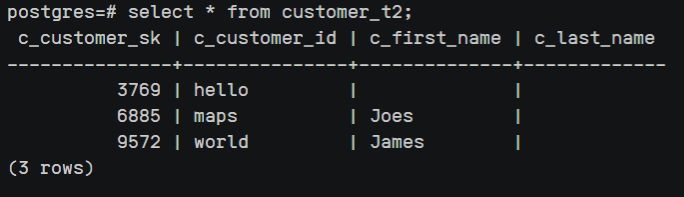 postgres=# select * from customer_t2;
 c_customer_sk | c_customer_id | c_first_name | c_last_name
---------------+---------------+--------------+-------------
          3769 | hello         |              |
          6885 | maps          | Joes         |
          9572 | world         | James        |
(3 rows)